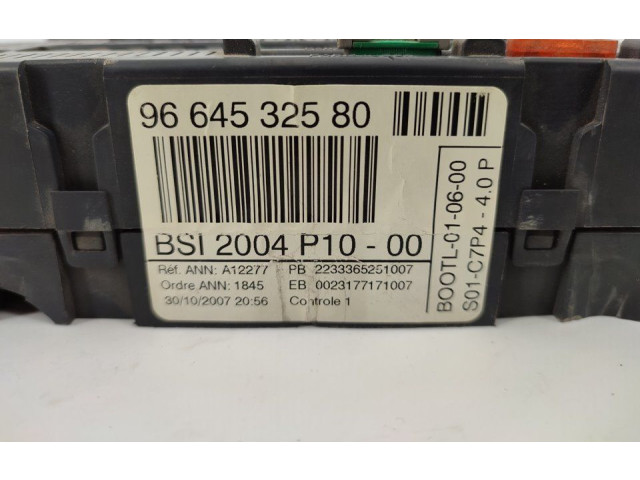 96 645 325 80
BSI 2004 P10 - 00
Réf. ANN: A12277 PB 2233365251007
Ordre ANN: 1845 EB 0023177171007
30/10/2007 20:56 Controle 1
BOOTL-01-06-00
S01-C7P4 - 4.0 P